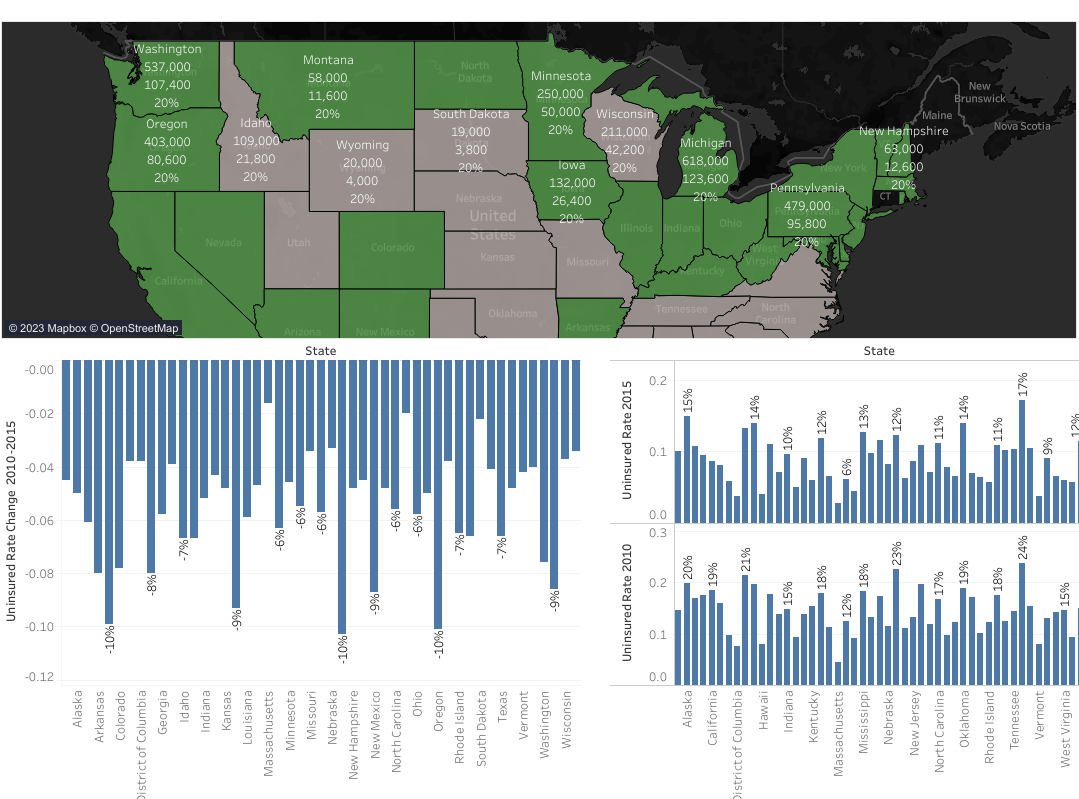 Washington
537,000
107,400
20%
Montana
58,000
11,600
20%
North
Dakota
Minnesota
250,000
50,000
20%
Oregon
403,000
80,600
20%
Idaho
109,000
21,800
20%
Wyoming
20,000
4,000
20%
South Dakota
19,000
3,800
20%
Wisconsin
211,000
42,200
20%
Michigan
618,000
123,600
20%
Iowa
132,000
26,400
20%
New Hampshire
63,000
12,600
20%
Pennsylvania
479,000
95,800
20%
Maine
New
Brunswick
Nova Scotia
New York
CT
Nebraska
United
States
Nevada
Utah
Colorado
Kansas
Missouri
Illinois
Indiana
Ohio
West
Virginia
Kentucky
California
Arizona
New Mexico
Oklahoma
Arkansas
Tennessee
North
Carolina
© 2023 Mapbox © OpenStreetMap
State
Uninsured Rate Change 2010-2015
-0.00
-0.02
-0.04
-0.06
-0.08
-0.10
-0.12
-10%
-8%
-7%
-9%
-6%
-6%
-6%
-10%
-9%
-6%
-6%
-10%
-7%
-7%
-9%
Alaska
Arkansas
Colorado
District of Columbia
Georgia
Idaho
Indiana
Kansas
Louisiana
Massachusetts
Minnesota
Missouri
Nebraska
New Hampshire
New Mexico
North Carolina
Ohio
Oregon
Rhode Island
South Dakota
Texas
Vermont
Washington
Wisconsin
State
Uninsured Rate 2015
0.2
0.1
0.0
15%
14%
10%
12%
6%
13%
12%
11%
14%
11%
17%
9%
12%
Uninsured Rate 2010
0.3
0.2
0.1
0.0
20%
19%
21%
15%
18%
12%
18%
23%
17%
19%
18%
24%
15%
Alaska
California
District of Columbia
Hawaii
Indiana
Kentucky
Massachusetts
Mississippi
Nebraska
New Jersey
North Carolina
Oklahoma
Rhode Island
Tennessee
Vermont
West Virginia